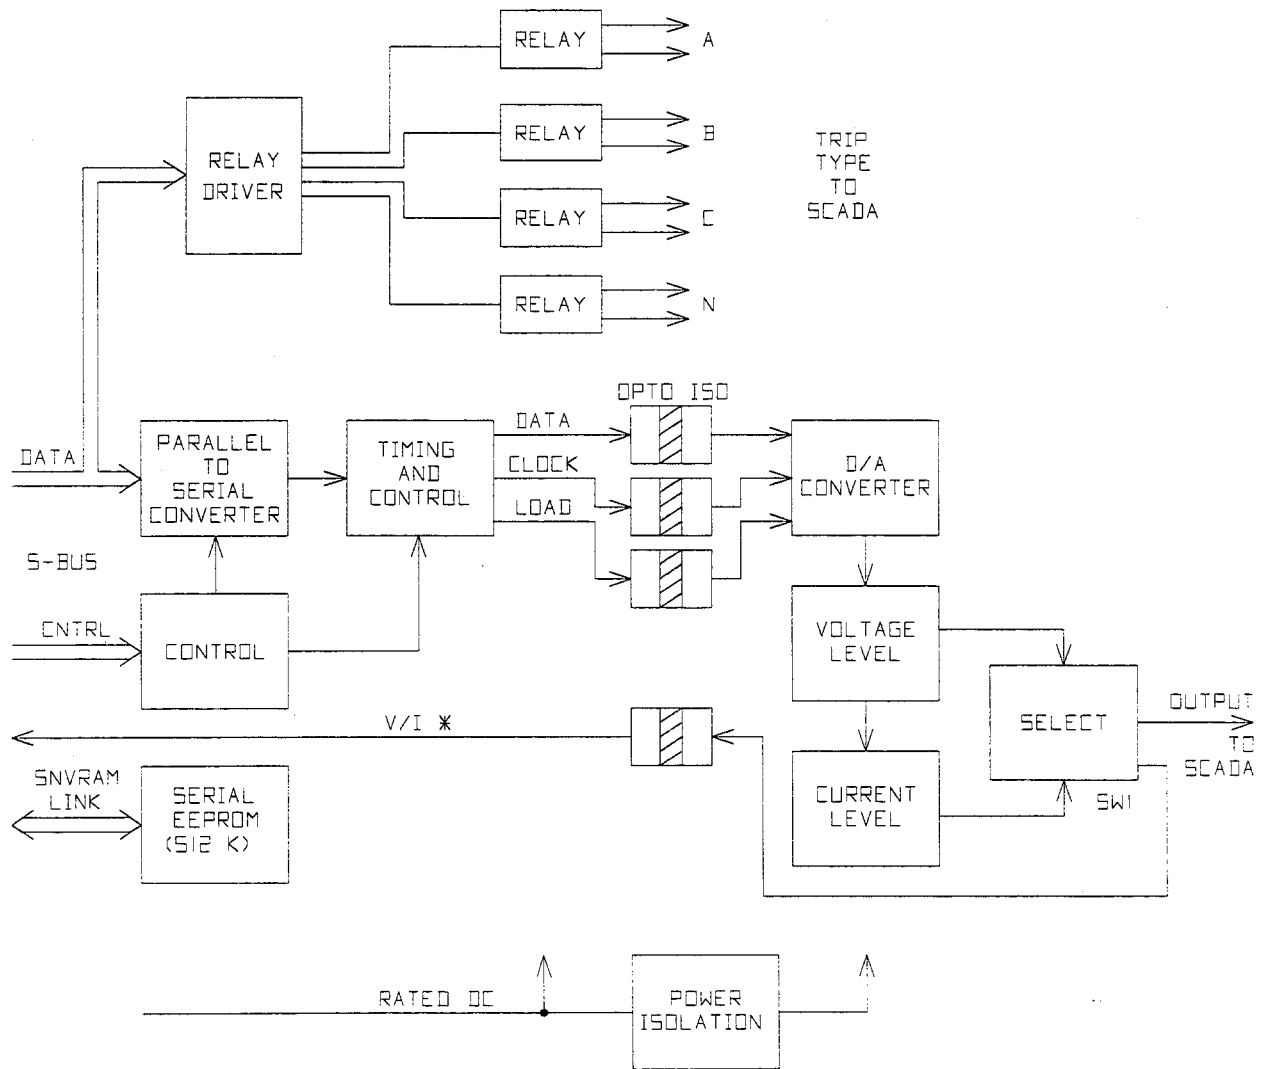 RELAY
A
RELAY
B
RELAY
DRIVER
TRIP
TYPE
TO
SCADA
RELAY
C
RELAY
N
OPTO ISO
DATA
PARALLEL
TO
SERIAL
CONVERTER
TIMING
AND
CONTROL
DATA
CLOCK
LOAD
D/A
CONVERTER
S-BUS
CNTRL
CONTROL
VOLTAGE
LEVEL
V/I *
SELECT
OUTPUT
TO
SCADA
SW1
SNVRAM
LINK
SERIAL
EEPROM
(512 K)
CURRENT
LEVEL
RATED DC
POWER
ISOLATION